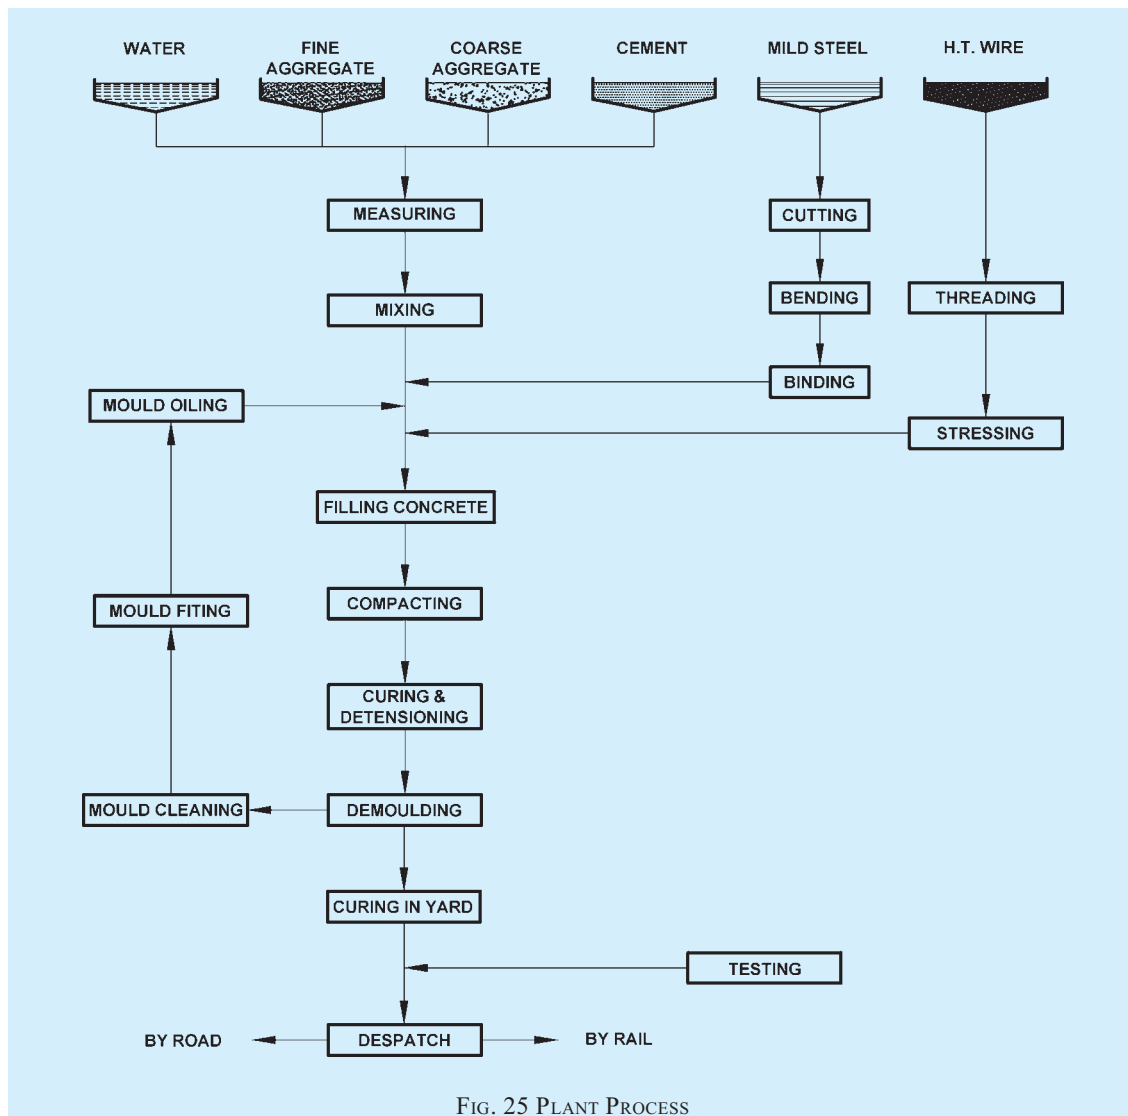 WATER
FINE
AGGREGATE
COARSE
AGGREGATE
CEMENT
MILD STEEL
H.T. WIRE
MEASURING
CUTTING
MIXING
BENDING
THREADING
BINDING
MOULD OILING
STRESSING
FILLING CONCRETE
MOULD FITING
COMPACTING
CURING &
DETENSIONING
MOULD CLEANING
DEMOULDING
CURING IN YARD
TESTING
BY ROAD
DESPATCH
BY RAIL
FIG. 25 PLANT PROCESS